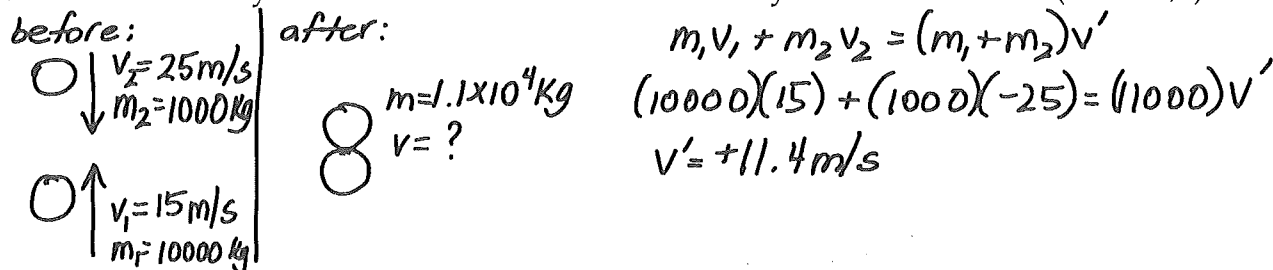 before:
V₂=25m/s
m₂=1000kg
V₁=15m/s
m₁=10000kg
after:
m=1.1x10⁴kg
v=?
m₁V₁ + m₂V₂ = (m₁+m₂)V'
(10000)(15) + (1000)(-25) = (11000)V'
V'= +11.4m/s